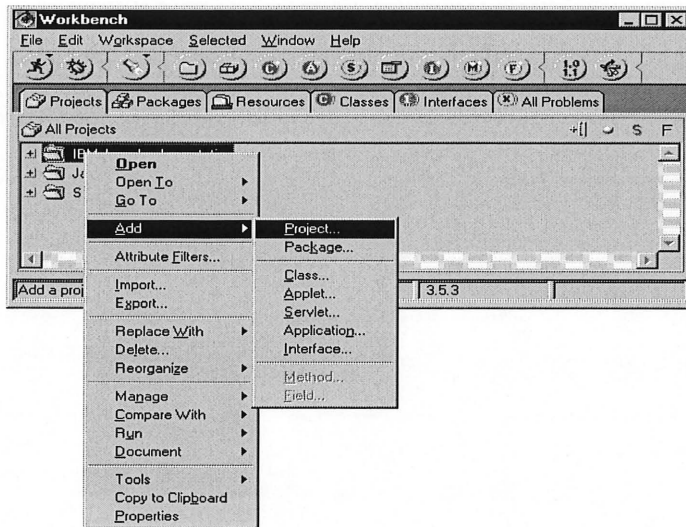 Workbench
File Edit Workspace Selected Window Help
Projects Packages Resources Classes Interfaces All Problems
All Projects S F
IBM
Ja
S
Open
Open To
Go To
Add
Attribute Filters...
Import...
Export...
Replace With
Delete...
Reorganize
Manage
Compare With
Run
Document
Tools
Copy to Clipboard
Properties
Project...
Package...
Class...
Applet...
Servlet...
Application...
Interface...
Method...
Field...
Add a proj
3.5.3